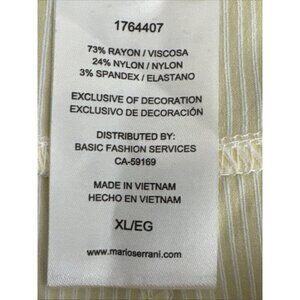 1764407
73% RAYON / VISCOSA
24% NYLON / NYLON
3% SPANDEX / ELASTANO
EXCLUSIVE OF DECORATION
EXCLUSIVO DE DECORACIÓN
DISTRIBUTED BY:
BASIC FASHION SERVICES
CA-59169
MADE IN VIETNAM
HECHO EN VIETNAM
XL/EG
www.marioserrani.com